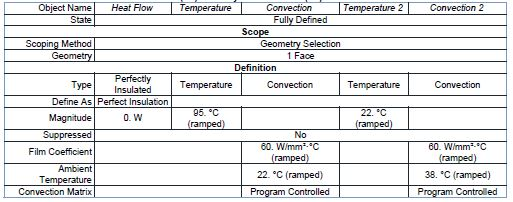 Object Name Heat Flow Temperature Convection Temperature 2 Convection 2
State Fully Defined
Scope
Scoping Method Geometry Selection
Geometry 1 Face
Definition
Type Perfectly Insulated Temperature Convection Temperature Convection
Define As Perfect Insulation
Magnitude 0. W 95. °C (ramped) 22. °C (ramped)
Suppressed No
Film Coefficient 60. W/mm²·°C (ramped) 60. W/mm²·°C (ramped)
Ambient Temperature 22. °C (ramped) 38. °C (ramped)
Convection Matrix Program Controlled Program Controlled